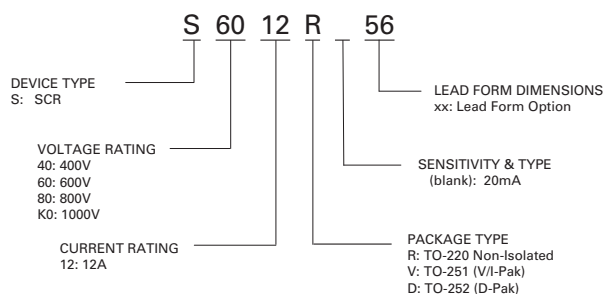 S 60 12 R _ 56
DEVICE TYPE
S: SCR
LEAD FORM DIMENSIONS
xx: Lead Form Option
VOLTAGE RATING
40: 400V
60: 600V
80: 800V
K0: 1000V
SENSITIVITY & TYPE
(blank): 20mA
CURRENT RATING
12: 12A
PACKAGE TYPE
R: TO-220 Non-Isolated
V: TO-251 (V/I-Pak)
D: TO-252 (D-Pak)